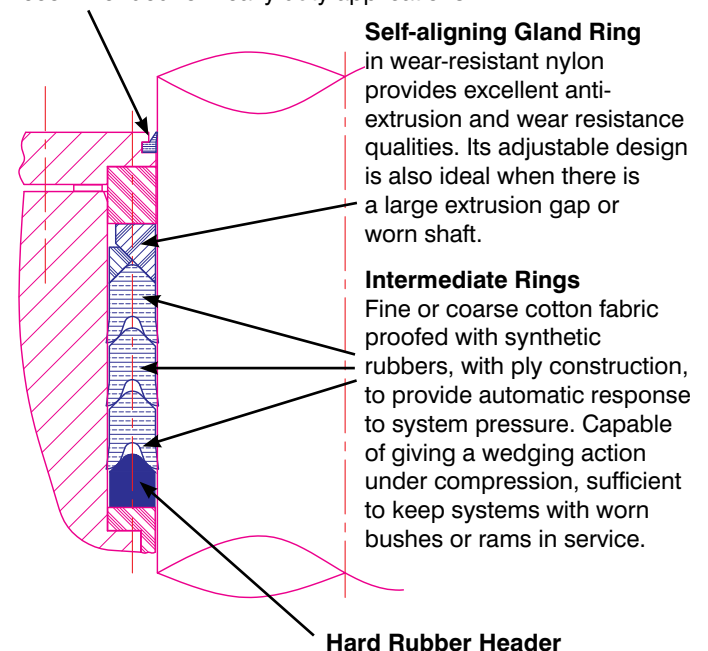 Self-aligning Gland Ring
in wear-resistant nylon
provides excellent anti-
extrusion and wear resistance
qualities. Its adjustable design
is also ideal when there is
a large extrusion gap or
worn shaft.
Intermediate Rings
Fine or coarse cotton fabric
proofed with synthetic
rubbers, with ply construction,
to provide automatic response
to system pressure. Capable
of giving a wedging action
under compression, sufficient
to keep systems with worn
bushes or rams in service.
Hard Rubber Header